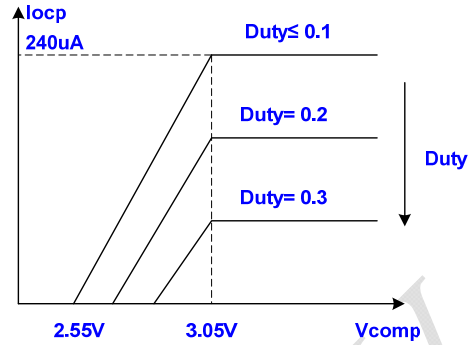 Iocp
240uA
Duty≤ 0.1
Duty= 0.2
Duty
Duty= 0.3
2.55V
3.05V
Vcomp